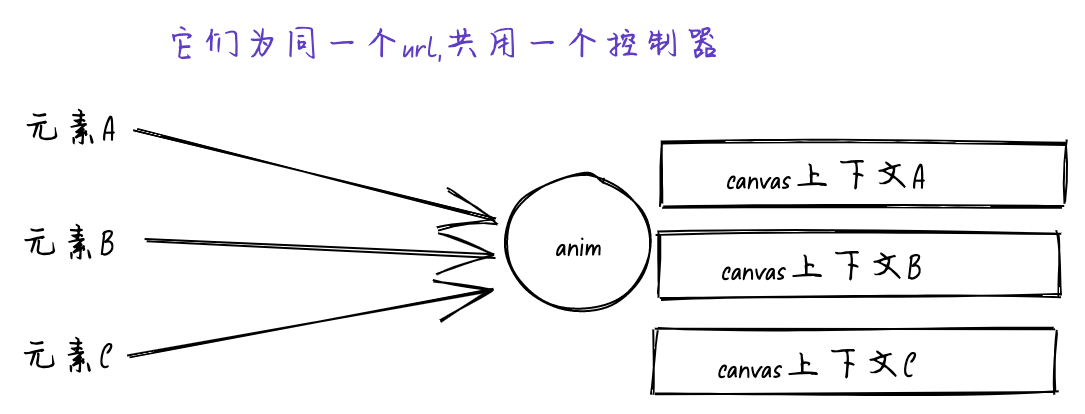 它们为同一个url,共用一个控制器
元素A
canvas上下文A
元素B
anim
canvas上下文B
元素C
canvas上下文C